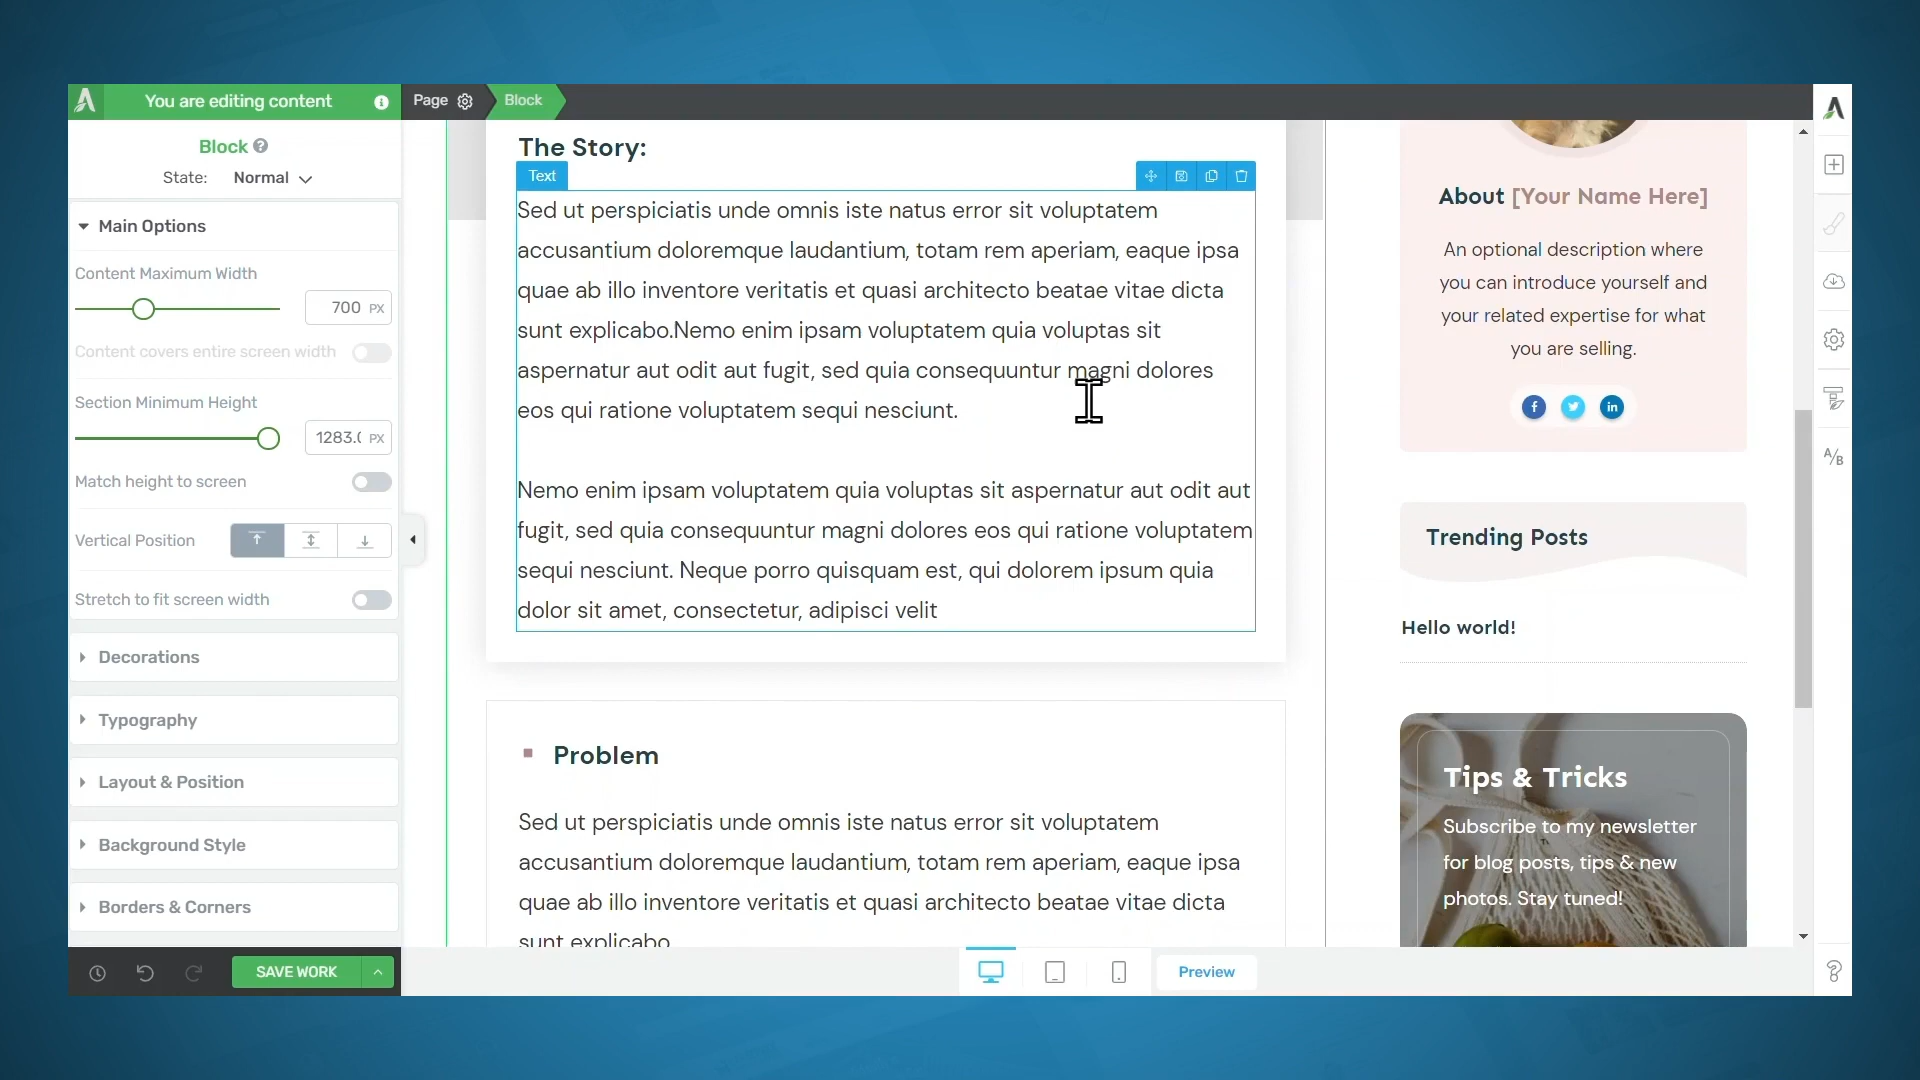 You are editing content
Page
Block
Block
State: Normal
Main Options
Content Maximum Width
700 PX
Content covers entire screen width
Section Minimum Height
1283.0 PX
Match height to screen
Vertical Position
Stretch to fit screen width
Decorations
Typography
Layout & Position
Background Style
Borders & Corners
SAVE WORK
The Story:
Text
Sed ut perspiciatis unde omnis iste natus error sit voluptatem
accusantium doloremque laudantium, totam rem aperiam, eaque ipsa
quae ab illo inventore veritatis et quasi architecto beatae vitae dicta
sunt explicabo.Nemo enim ipsam voluptatem quia voluptas sit
aspernatur aut odit aut fugit, sed quia consequuntur magni dolores
eos qui ratione voluptatem sequi nesciunt.
Nemo enim ipsam voluptatem quia voluptas sit aspernatur aut odit aut
fugit, sed quia consequuntur magni dolores eos qui ratione voluptatem
sequi nesciunt. Neque porro quisquam est, qui dolorem ipsum quia
dolor sit amet, consectetur, adipisci velit
Problem
Sed ut perspiciatis unde omnis iste natus error sit voluptatem
accusantium doloremque laudantium, totam rem aperiam, eaque ipsa
quae ab illo inventore veritatis et quasi architecto beatae vitae dicta
sunt explicabo.
Preview
About [Your Name Here]
An optional description where
you can introduce yourself and
your related expertise for what
you are selling.
Trending Posts
Hello world!
Tips & Tricks
Subscribe to my newsletter
for blog posts, tips & new
photos. Stay tuned!
A/B